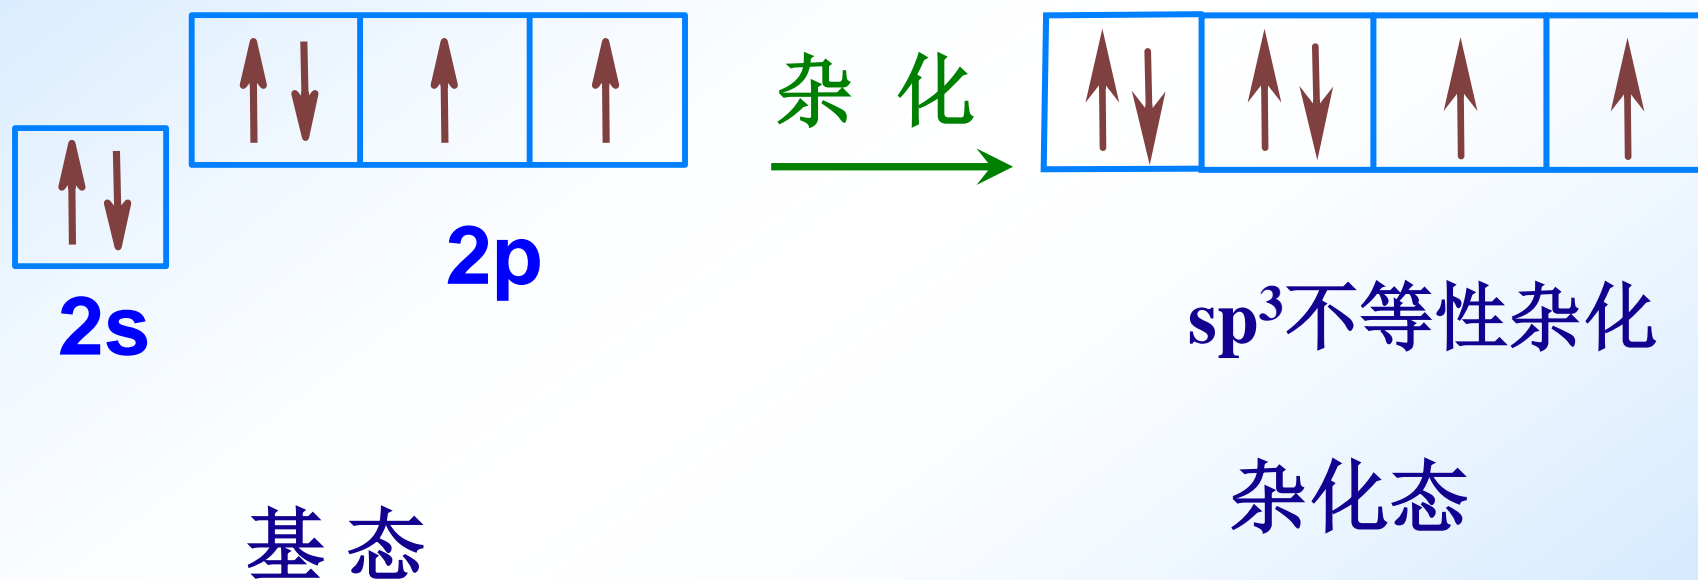 杂 化
2p
2s
sp³不等性杂化
杂化态
基 态